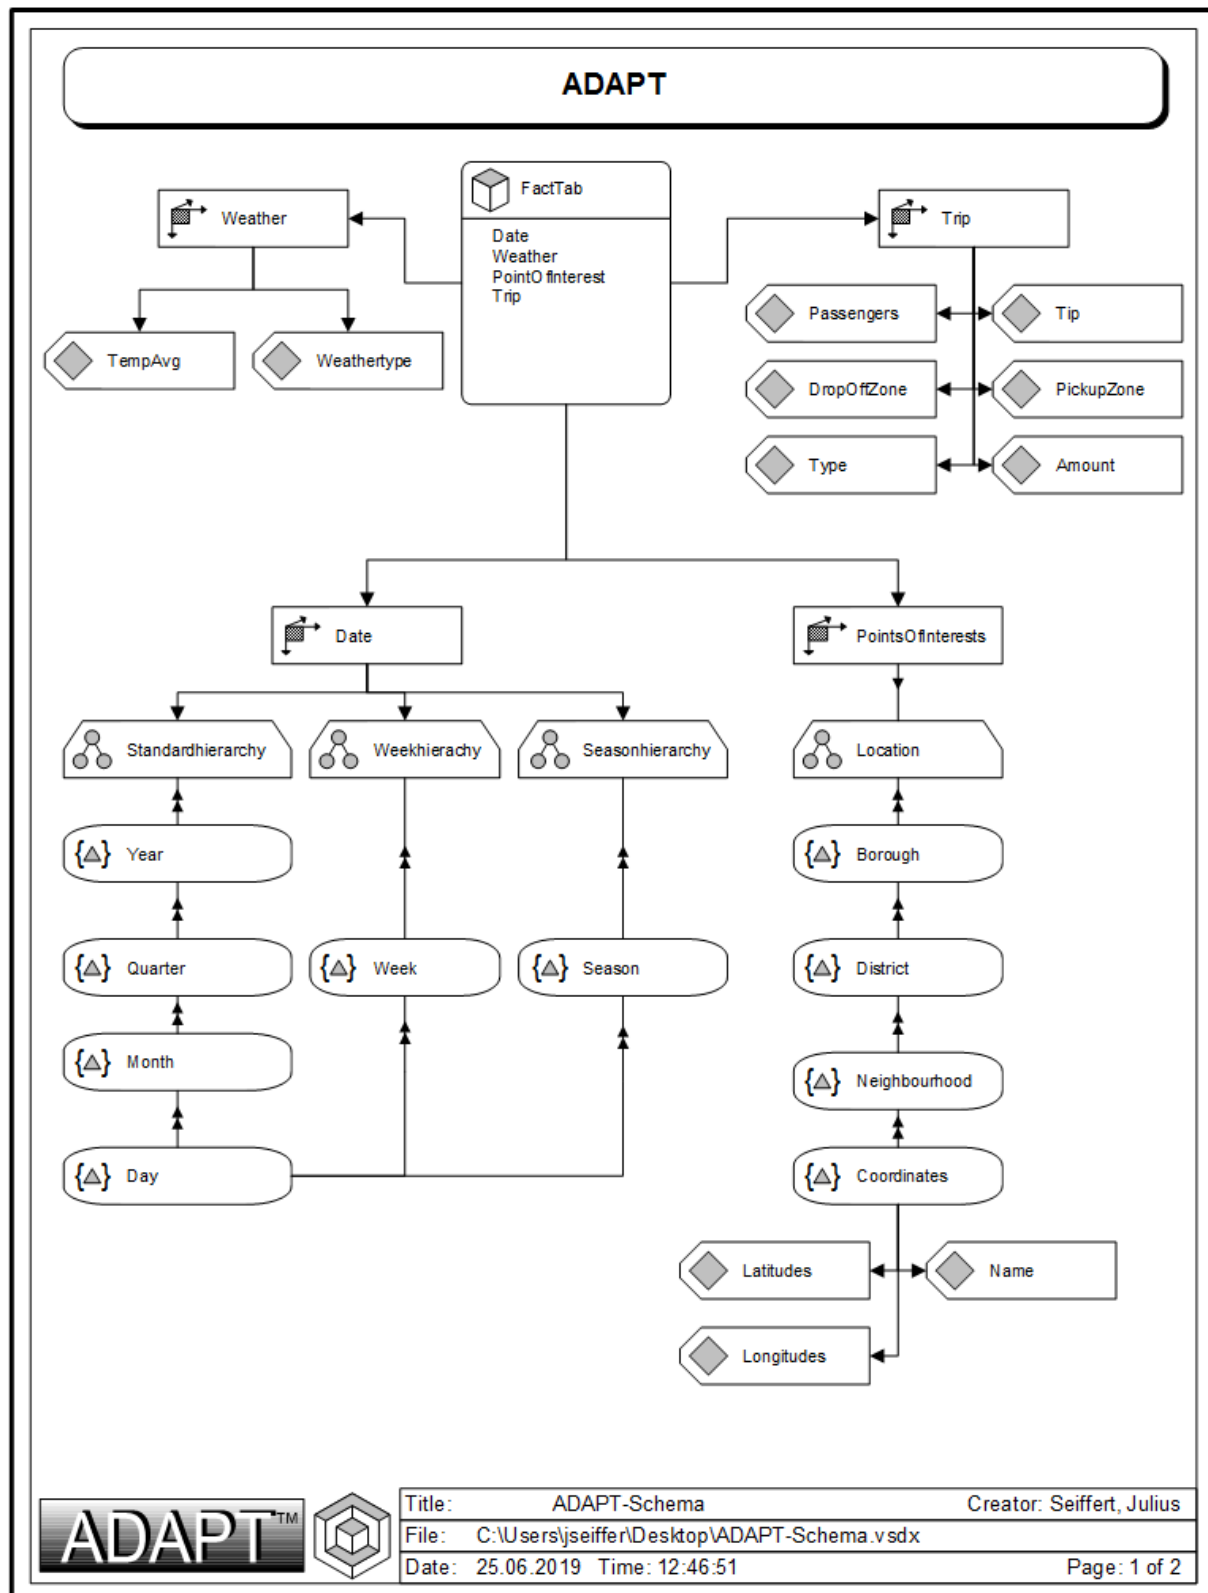 ADAPT
FactTab
Date
Weather
PointOfInterest
Trip
Weather
Trip
TempAvg
Weathertype
Passengers
Tip
DropOffZone
PickupZone
Type
Amount
Date
PointsOfInterests
Standardhierarchy
Weekhierachy
Seasonhierarchy
Location
{} Year
{} Borough
{} Quarter
{} Week
{} Season
{} District
{} Month
{} Neighbourhood
{} Day
{} Coordinates
Latitudes
Name
Longitudes
ADAPT™
Title: ADAPT-Schema Creator: Seiffert, Julius
File: C:\Users\jseiffer\Desktop\ADAPT-Schema.vsdx
Date: 25.06.2019 Time: 12:46:51 Page: 1 of 2